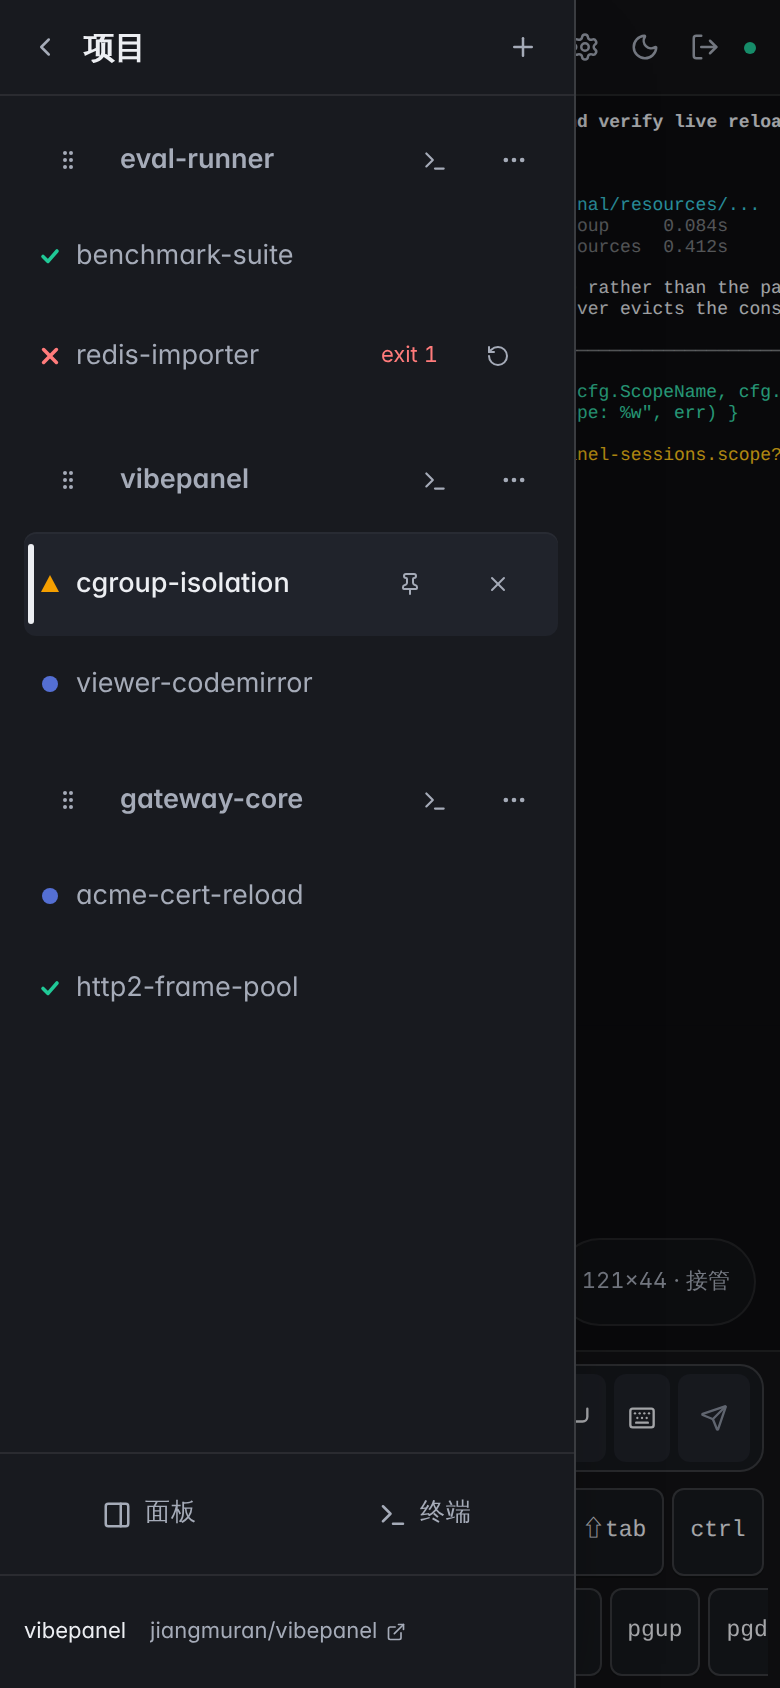 项目
eval-runner
benchmark-suite
redis-importer exit 1
vibepanel
cgroup-isolation
viewer-codemirror
gateway-core
acme-cert-reload
http2-frame-pool
面板 终端
vibepanel jiangmuran/vibepanel
d verify live reloa
nal/resources/...
oup 0.084s
ources 0.412s
rather than the pa
ver evicts the cons
cfg.ScopeName, cfg.
pe: %w", err) }
nel-sessions.scope?
121×44 · 接管
⇧tab ctrl
pgup pgd